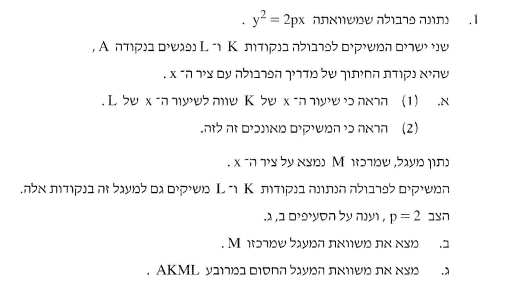 1. נתונה פרבולה שמשוואתה y² = 2px .
שני ישרים המשיקים לפרבולה בנקודות K ו־ L נפגשים בנקודה A ,
שהיא נקודת החיתוך של מדריך הפרבולה עם ציר ה־ x .
א. (1) הראה כי שיעור ה־ x של K שווה לשיעור ה־ x של L .
(2) הראה כי המשיקים מאונכים זה לזה.
נתון מעגל, שמרכזו M נמצא על ציר ה־ x .
המשיקים לפרבולה הנתונה בנקודות K ו־ L משיקים גם למעגל זה בנקודות אלה.
הצב p = 2 , וענה על הסעיפים ב, ג.
ב. מצא את משוואת המעגל שמרכזו M .
ג. מצא את משוואת המעגל החסום במרובע AKML .